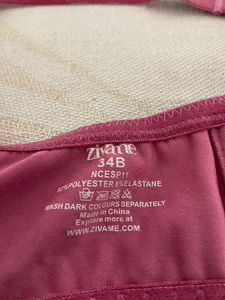 zivame
34B
NCESP11
92%POLYESTER 8%ELASTANE
WASH DARK COLOURS SEPARATELY
Made in China
Explore more at
WWW.ZIVAME.COM